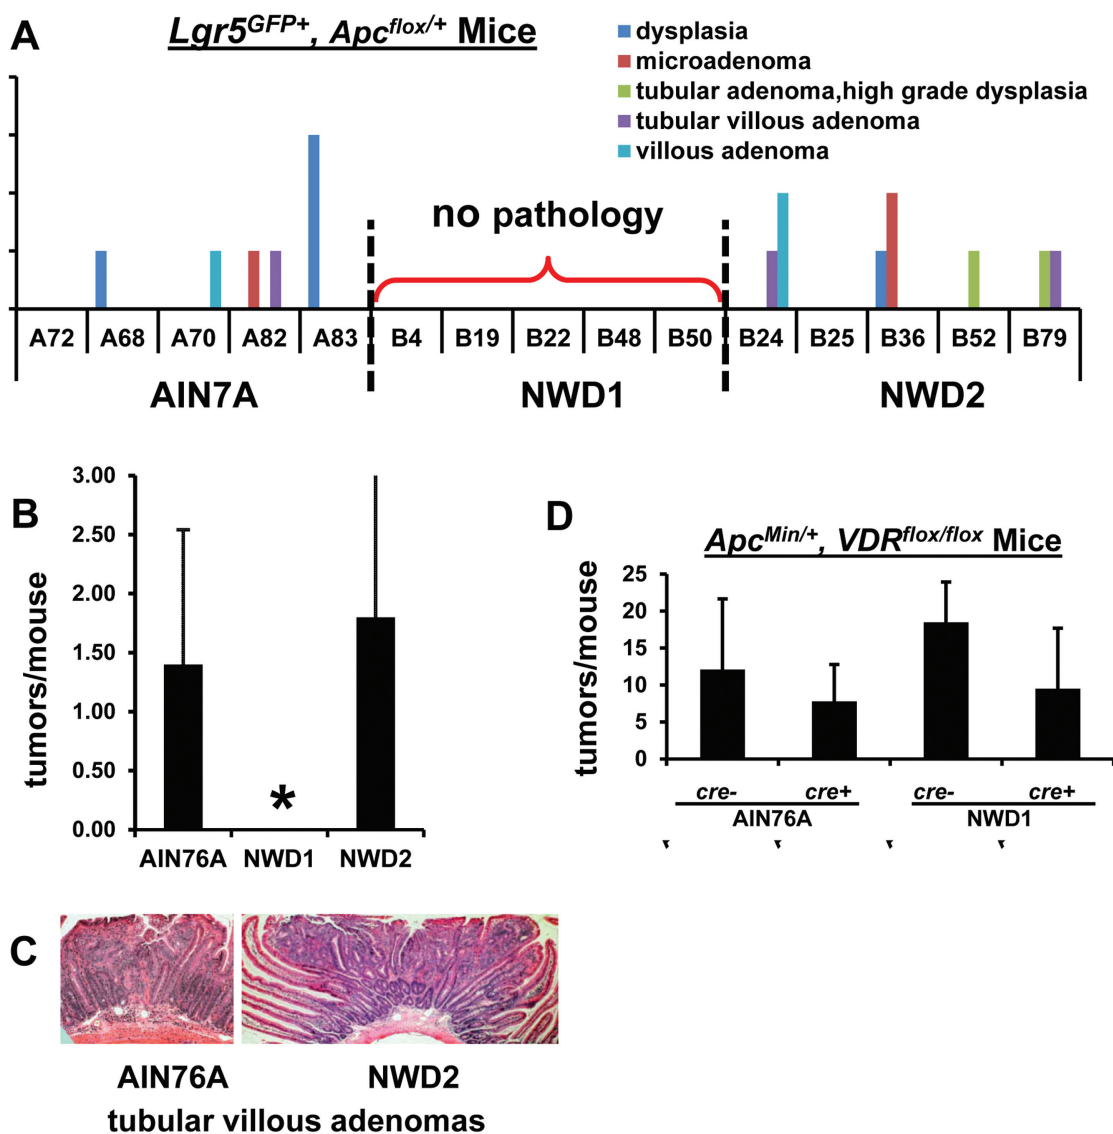 A
Lgr5GFP+, Apcflox/+ Mice
dysplasia
microadenoma
tubular adenoma,high grade dysplasia
tubular villous adenoma
villous adenoma
no pathology
A72 A68 A70 A82 A83 B4 B19 B22 B48 B50 B24 B25 B36 B52 B79
AIN7A NWD1 NWD2
B
tumors/mouse
3.00
2.50
2.00
1.50
1.00
0.50
0.00
*
AIN76A NWD1 NWD2
D
ApcMin/+, VDRflox/flox Mice
tumors/mouse
25
20
15
10
5
0
cre- cre+ cre- cre+
AIN76A NWD1
C
AIN76A NWD2
tubular villous adenomas